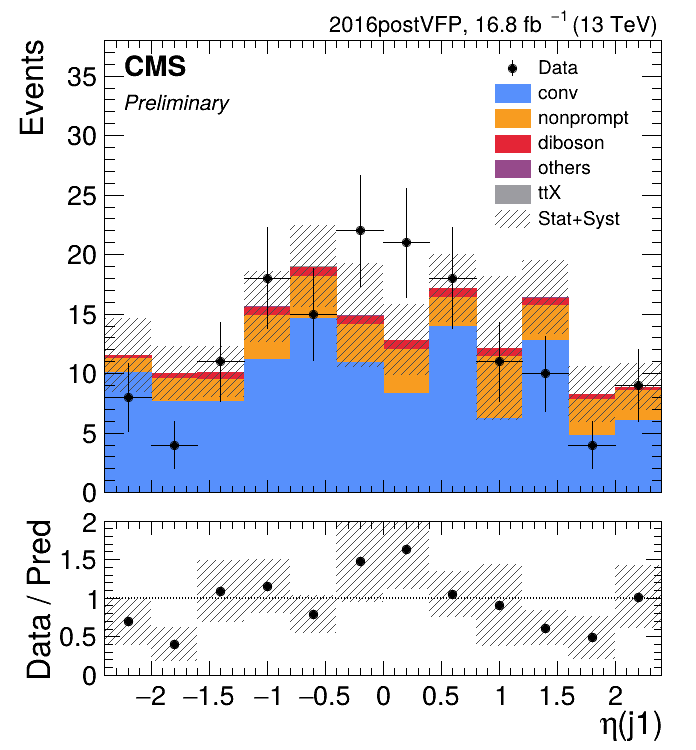 2016postVFP, 16.8 fb⁻¹ (13 TeV)
CMS
Preliminary
Events
Data
conv
nonprompt
diboson
others
ttX
Stat+Syst
35
30
25
20
15
10
5
0
Data / Pred
2
1.5
1
0.5
0
−2 −1.5 −1 −0.5 0 0.5 1 1.5 2
η(j1)